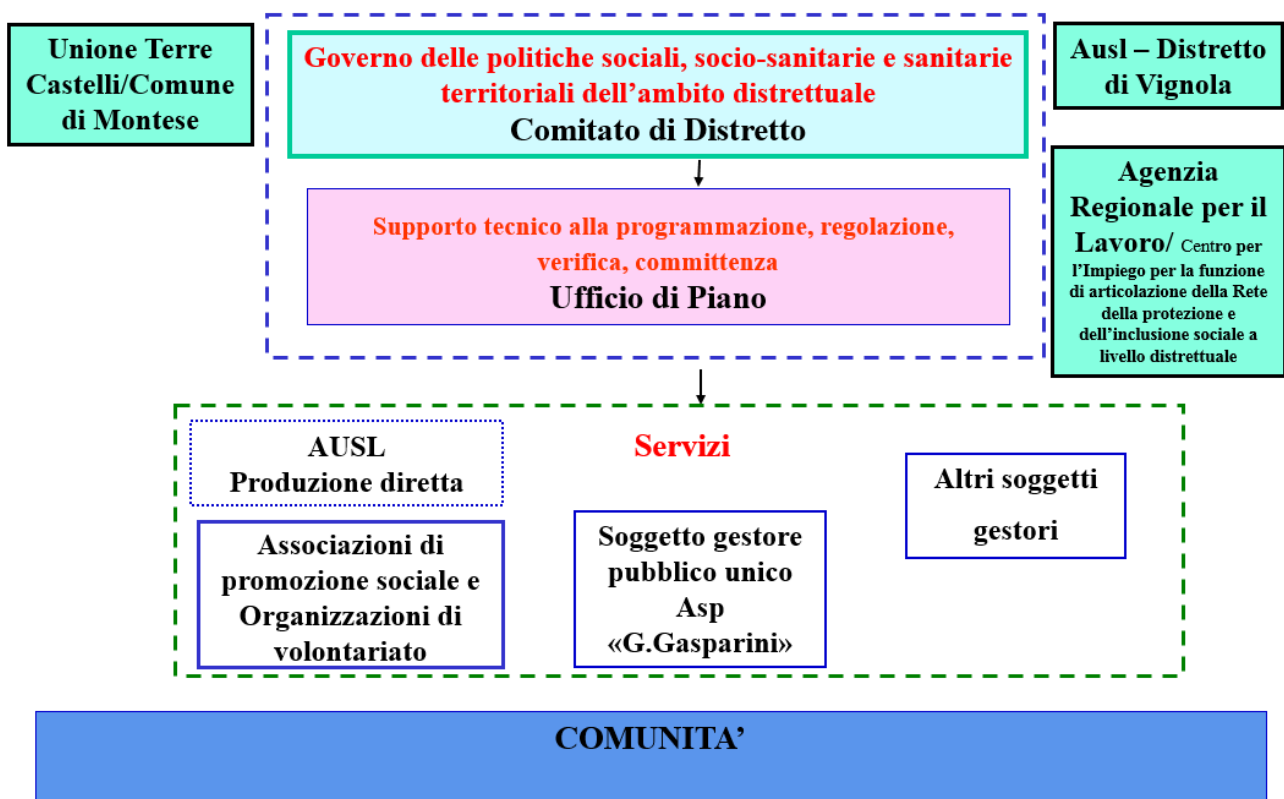 Unione Terre
Castelli/Comune
di Montese
Governo delle politiche sociali, socio-sanitarie e sanitarie
territoriali dell’ambito distrettuale
Comitato di Distretto
Ausl – Distretto
di Vignola
Supporto tecnico alla programmazione, regolazione,
verifica, committenza
Ufficio di Piano
Agenzia
Regionale per il
Lavoro/ Centro per
l’Impiego per la funzione
di articolazione della Rete
della protezione e
dell’inclusione sociale a
livello distrettuale
Servizi
AUSL
Produzione diretta
Associazioni di
promozione sociale e
Organizzazioni di
volontariato
Soggetto gestore
pubblico unico
Asp
«G.Gasparini»
Altri soggetti
gestori
COMUNITA’